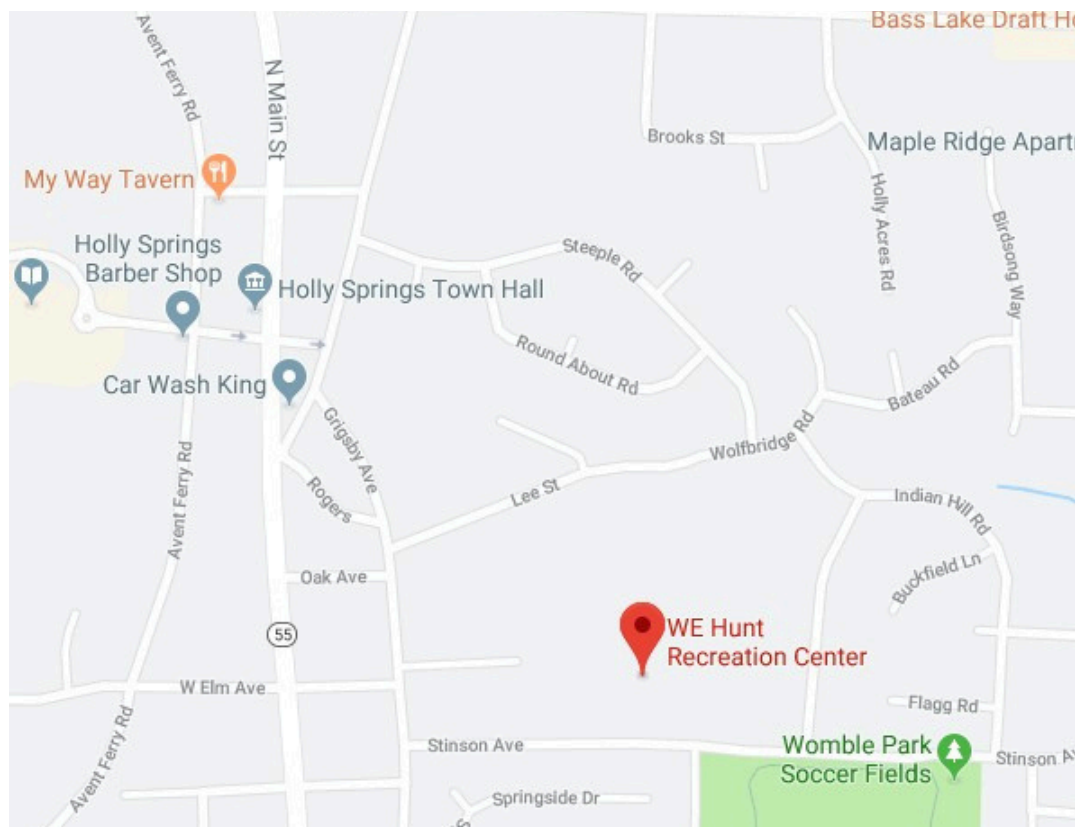 Bass Lake Draft Ho
Avent Ferry Rd
N Main St
Brooks St
Maple Ridge Apartm
My Way Tavern
Holly Acres Rd
Birdsong Way
Holly Springs
Barber Shop
Steeple Rd
Holly Springs Town Hall
Round About Rd
Car Wash King
Bateau Rd
Grigsby Ave
Wolfbridge Rd
Avent Ferry Rd
Rogers
Lee St
Indian Hill Rd
Buckfield Ln
Oak Ave
55
WE Hunt
Recreation Center
W Elm Ave
Flagg Rd
Avent Ferry Rd
Stinson Ave
Womble Park
Soccer Fields
Stinson Av
Springside Dr
S